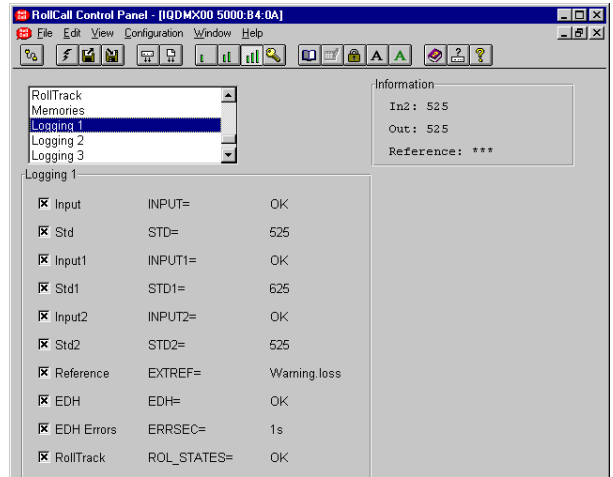 RollCall Control Panel - [IQDMX00 5000:B4:0A]
File Edit View Configuration Window Help
A A ?
RollTrack
Memories
Logging 1
Logging 2
Logging 3
Information
In2: 525
Out: 525
Reference: ***
Logging 1
Input INPUT= OK
Std STD= 525
Input1 INPUT1= OK
Std1 STD1= 625
Input2 INPUT2= OK
Std2 STD2= 525
Reference EXTREF= Warning.loss
EDH EDH= OK
EDH Errors ERRSEC= 1s
RollTrack ROL_STATES= OK